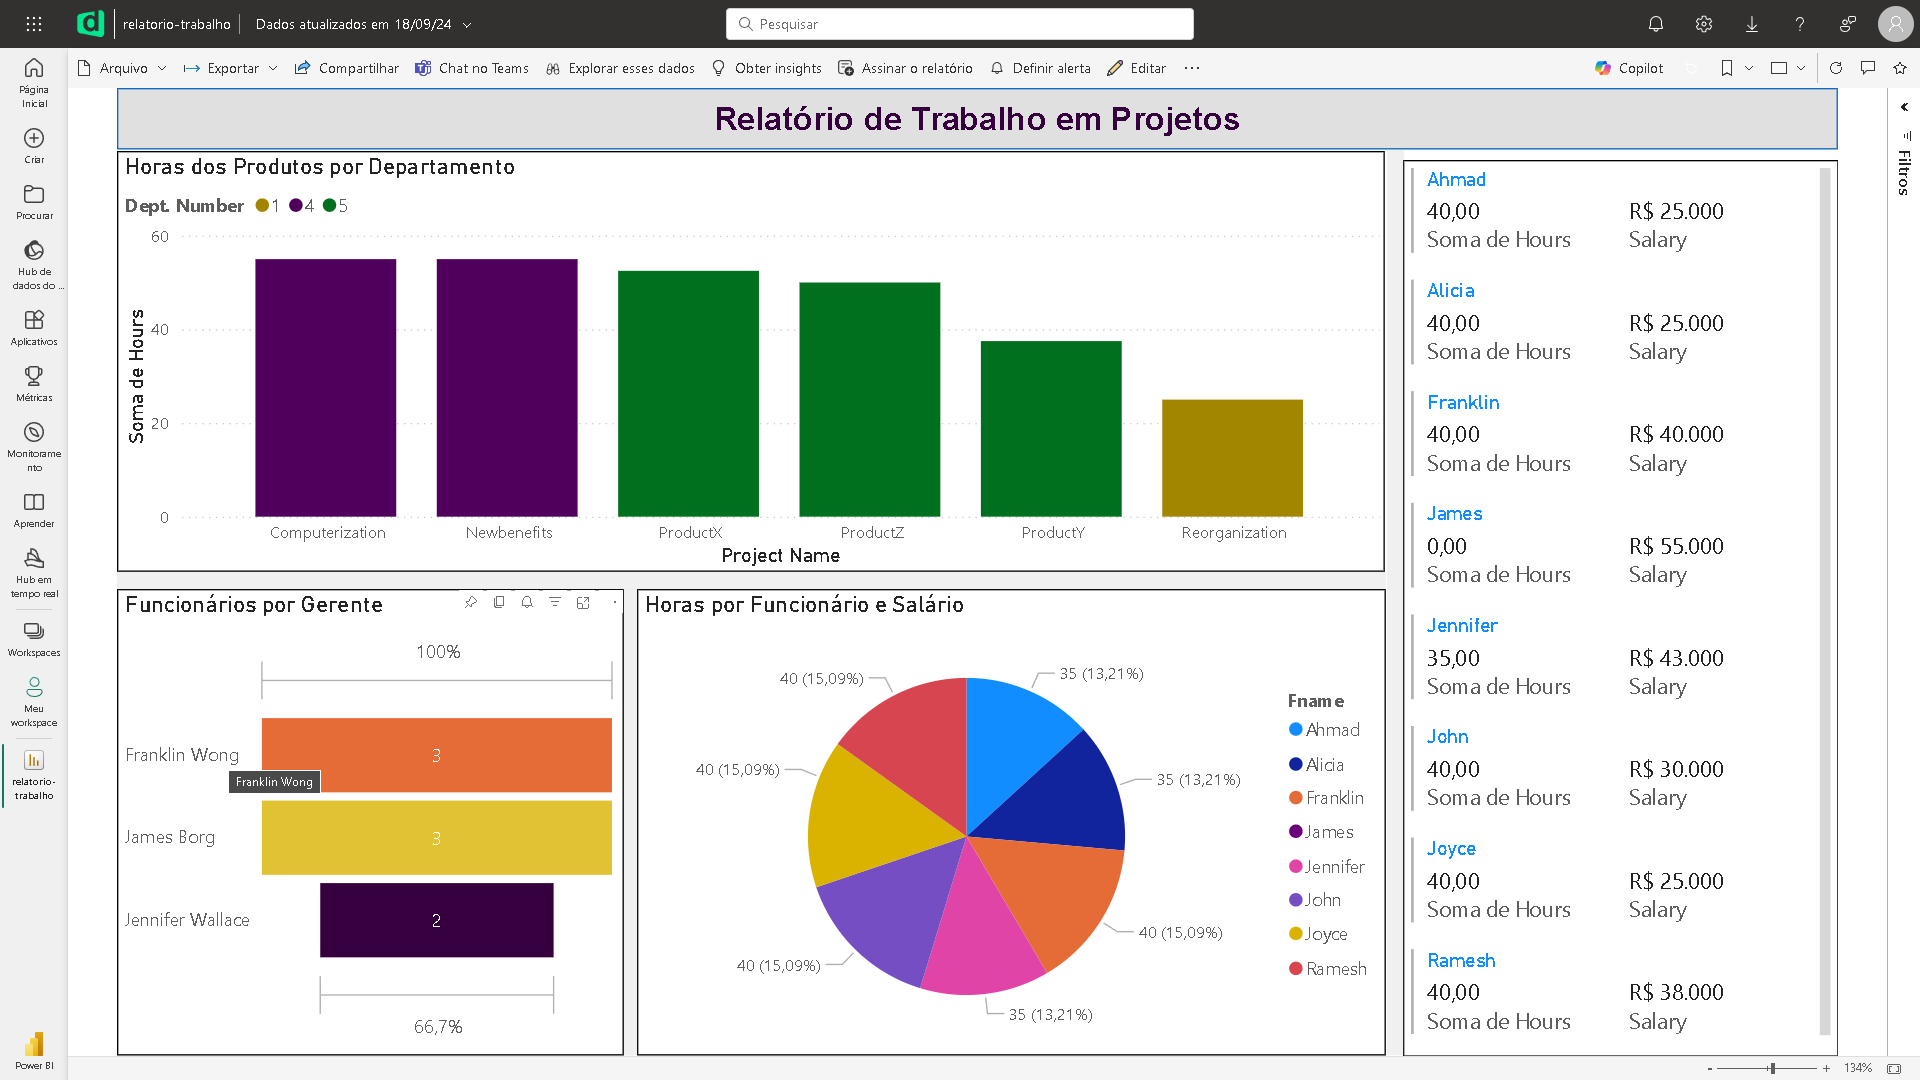 relatorio-trabalho
Dados atualizados em 18/09/24
Pesquisar
Arquivo
Exportar
Compartilhar
Chat no Teams
Explorar esses dados
Obter insights
Assinar o relatório
Definir alerta
Editar
Copilot
Página
Inicial
Criar
Procurar
Hub de
dados do ...
Aplicativos
Métricas
Monitorame
nto
Aprender
Hub em
tempo real
Workspaces
Meu
workspace
relatorio-
trabalho
Power BI
Relatório de Trabalho em Projetos
Horas dos Produtos por Departamento
Dept. Number 1 4 5
Soma de Hours
60
40
20
0
Computerization
Newbenefits
ProductX
ProductZ
ProductY
Reorganization
Project Name
Funcionários por Gerente
100%
Franklin Wong
3
Franklin Wong
James Borg
3
Jennifer Wallace
2
66,7%
Horas por Funcionário e Salário
35 (13,21%)
35 (13,21%)
40 (15,09%)
35 (13,21%)
40 (15,09%)
40 (15,09%)
40 (15,09%)
Fname
Ahmad
Alicia
Franklin
James
Jennifer
John
Joyce
Ramesh
Ahmad
40,00 R$ 25.000
Soma de Hours Salary
Alicia
40,00 R$ 25.000
Soma de Hours Salary
Franklin
40,00 R$ 40.000
Soma de Hours Salary
James
0,00 R$ 55.000
Soma de Hours Salary
Jennifer
35,00 R$ 43.000
Soma de Hours Salary
John
40,00 R$ 30.000
Soma de Hours Salary
Joyce
40,00 R$ 25.000
Soma de Hours Salary
Ramesh
40,00 R$ 38.000
Soma de Hours Salary
Filtros
134%